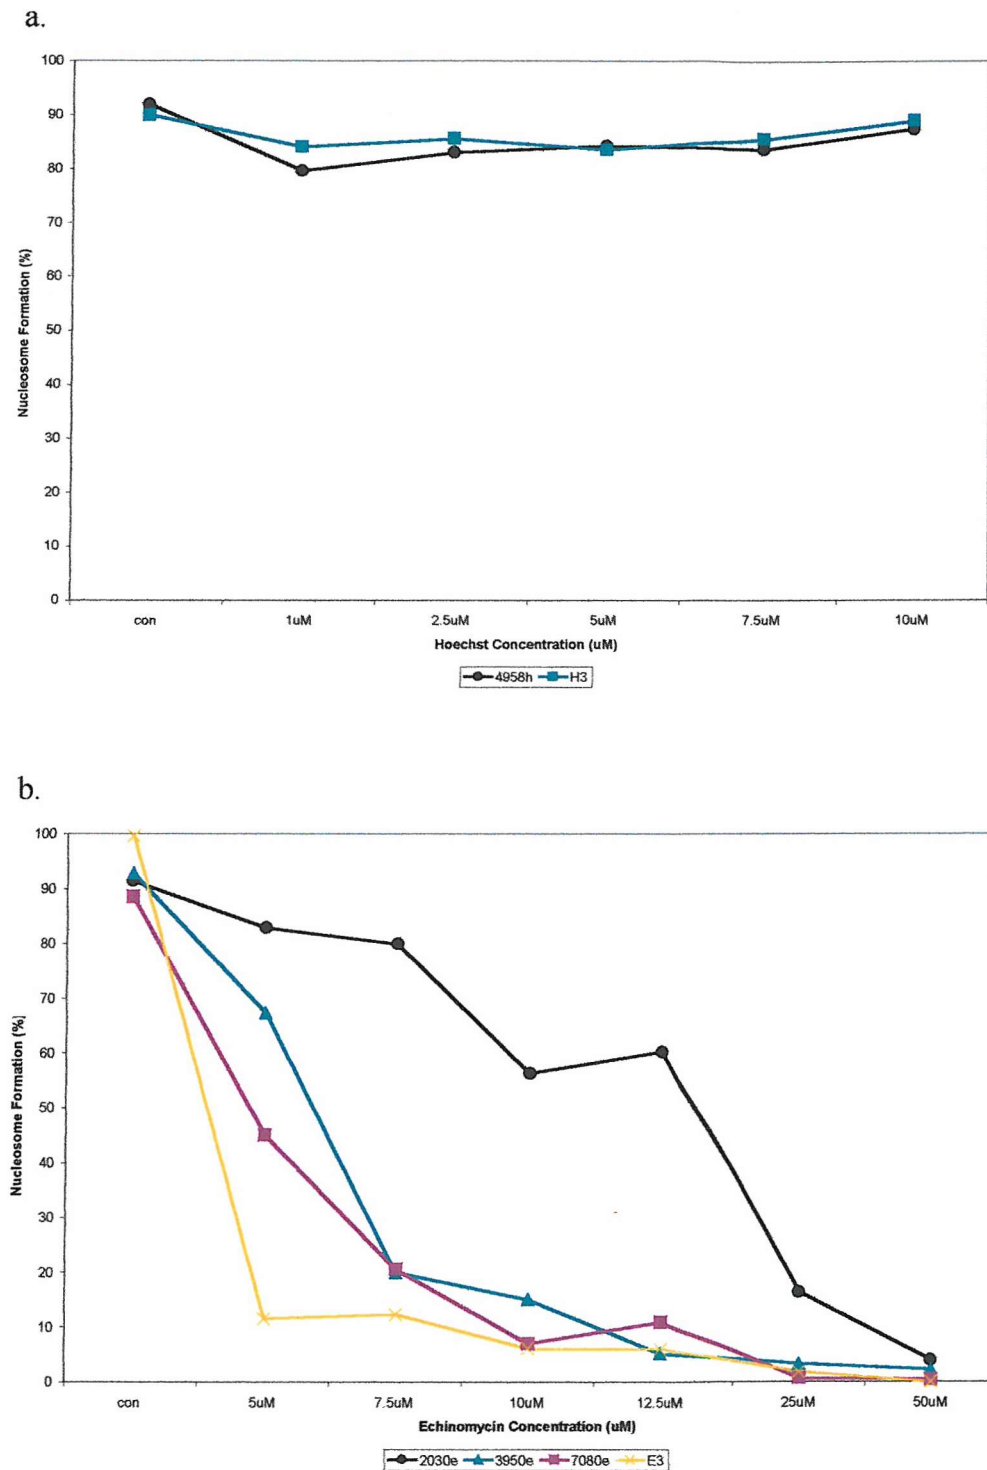 a.
100
90
80
70
60
50
40
30
20
10
0
Nucleosome Formation (%)
con 1uM 2.5uM 5uM 7.5uM 10uM
Hoechst Concentration (uM)
4958h H3
b.
100
90
80
70
60
50
40
30
20
10
0
Nucleosome Formation (%)
con 5uM 7.5uM 10uM 12.5uM 25uM 50uM
Echinomycin Concentration (uM)
2030e 3950e 7080e E3